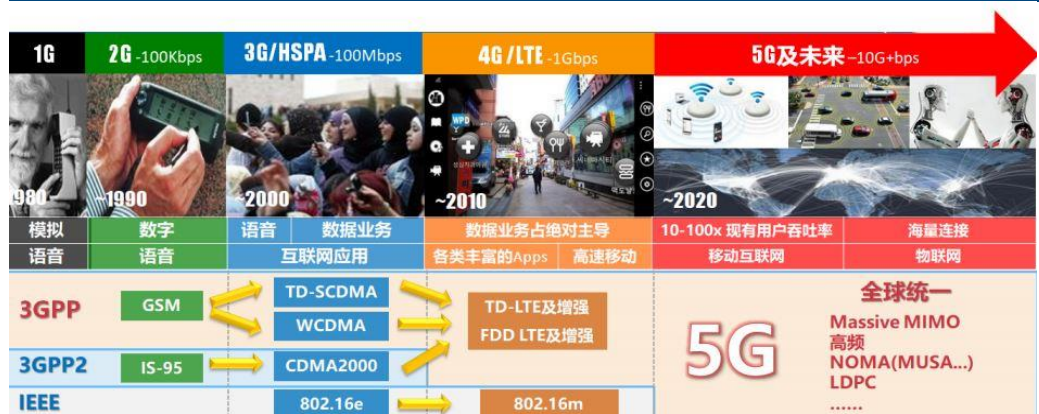 1G
2G -100Kbps
3G/HSPA -100Mbps
4G/LTE -1Gbps
5G及未来 -10G+bps
1980
~1990
~2000
WPD
~2010
~2020
模拟
数字
语音 数据业务
数据业务占绝对主导
10-100x 现有用户吞吐率
海量连接
语音
语音
互联网应用
各类丰富的Apps 高速移动
移动互联网
物联网
3GPP
GSM
TD-SCDMA
WCDMA
TD-LTE及增强
FDD LTE及增强
3GPP2
IS-95
CDMA2000
IEEE
802.16e
802.16m
5G
全球统一
Massive MIMO
高频
NOMA(MUSA...)
LDPC
......